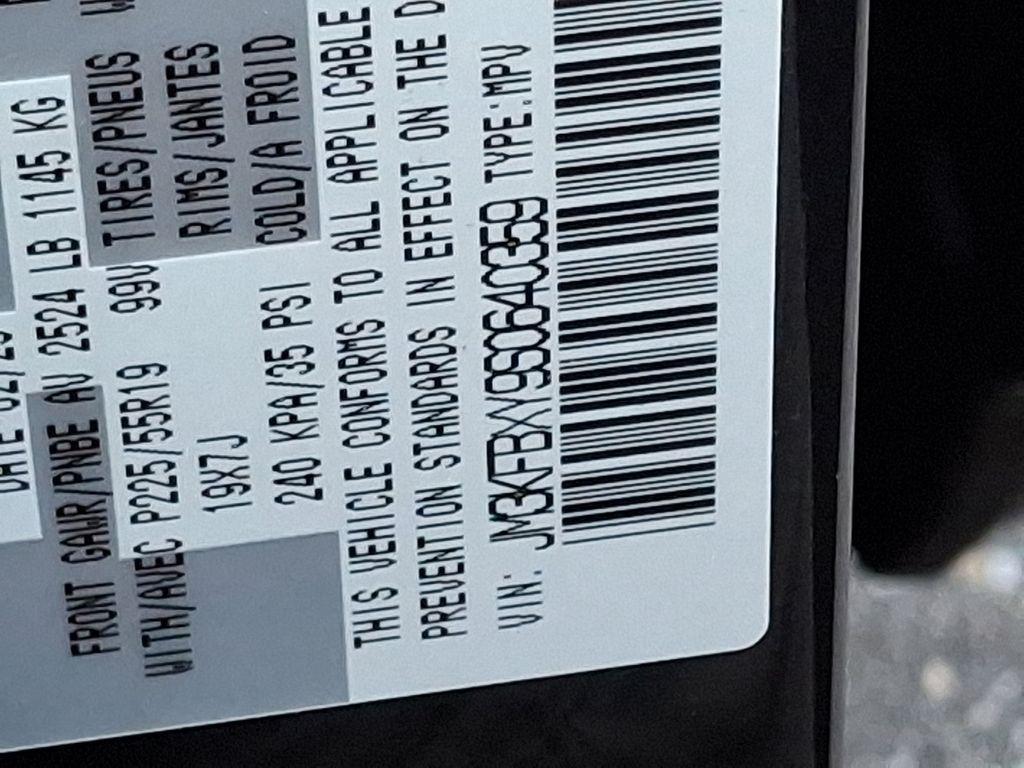 DATE
FRONT GAWR/PNBE AV 2524 LB 1145 KG
WITH/AVEC P225/55R19 99V TIRES/PNEUS
19X7J RIMS/JANTES
240 KPA/35 PSI COLD/A FROID
THIS VEHICLE CONFORMS TO ALL APPLICABLE
PREVENTION STANDARDS IN EFFECT ON THE D
VIN: JM3KFBXY9S0640359 TYPE:MPV